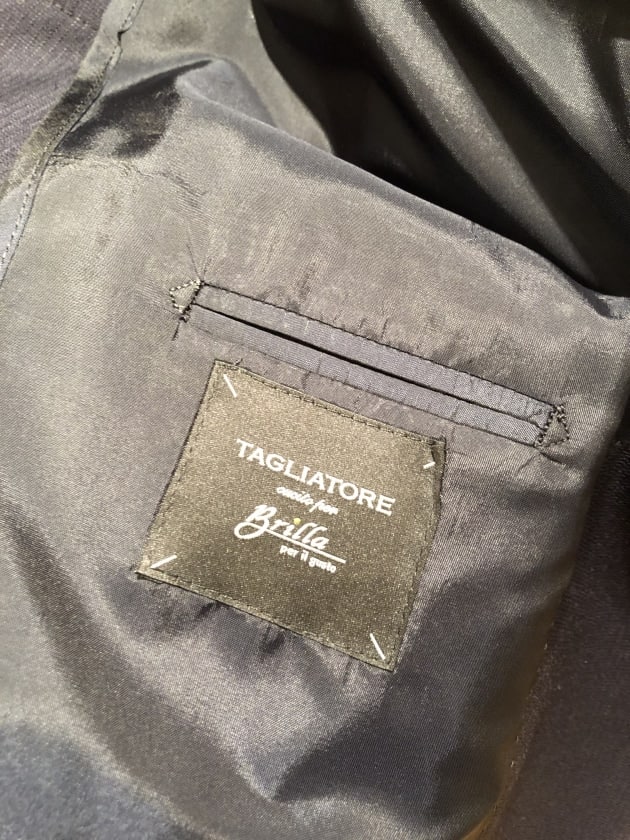 TAGLIATORE
cucito per
Brilla
per il gusto